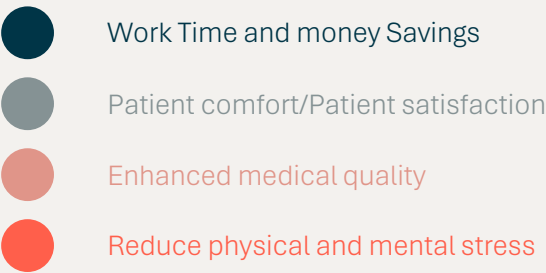 Work Time and money Savings
Patient comfort/Patient satisfaction
Enhanced medical quality
Reduce physical and mental stress